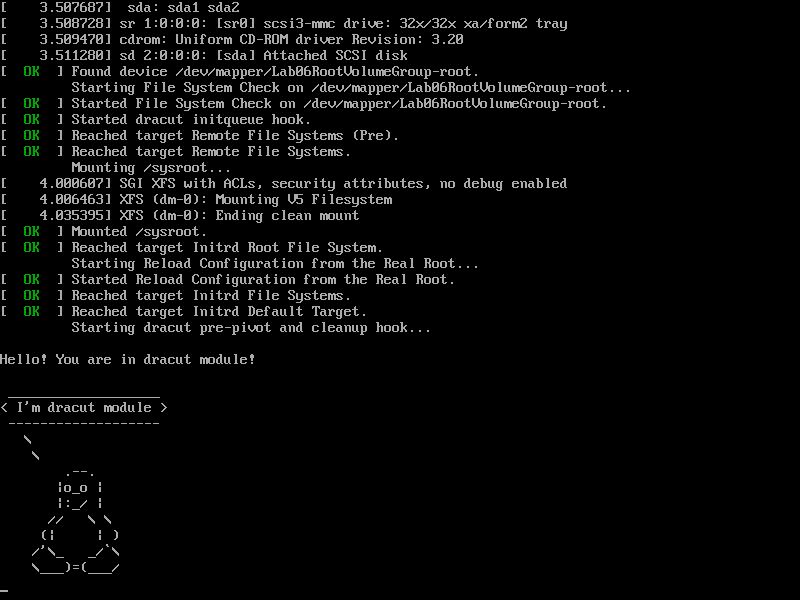 [    3.507687]  sda: sda1 sda2
[    3.508728] sr 1:0:0:0: [sr0] scsi3-mmc drive: 32x/32x xa/form2 tray
[    3.509470] cdrom: Uniform CD-ROM driver Revision: 3.20
[    3.511280] sd 2:0:0:0: [sda] Attached SCSI disk
[  OK  ] Found device /dev/mapper/Lab06RootVolumeGroup-root.
         Starting File System Check on /dev/mapper/Lab06RootVolumeGroup-root...
[  OK  ] Started File System Check on /dev/mapper/Lab06RootVolumeGroup-root.
[  OK  ] Started dracut initqueue hook.
[  OK  ] Reached target Remote File Systems (Pre).
[  OK  ] Reached target Remote File Systems.
         Mounting /sysroot...
[    4.000607] SGI XFS with ACLs, security attributes, no debug enabled
[    4.006463] XFS (dm-0): Mounting V5 Filesystem
[    4.035395] XFS (dm-0): Ending clean mount
[  OK  ] Mounted /sysroot.
[  OK  ] Reached target Initrd Root File System.
         Starting Reload Configuration from the Real Root...
[  OK  ] Started Reload Configuration from the Real Root.
[  OK  ] Reached target Initrd File Systems.
[  OK  ] Reached target Initrd Default Target.
         Starting dracut pre-pivot and cleanup hook...
Hello! You are in dracut module!
 ___________________
< I'm dracut module >
 -------------------
   \
    \
        .--.
       |o_o |
       |:_/ |
      //   \ \
     (|     | )
    /'\_   _/`\
    \___)=(___/